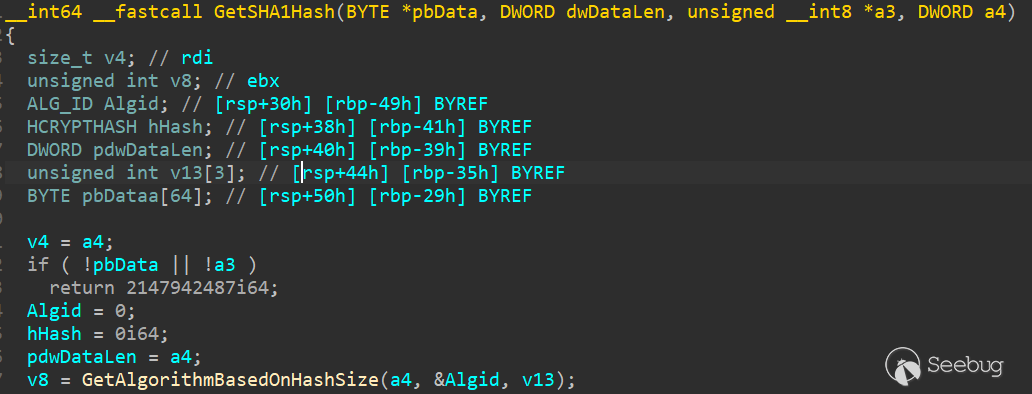 __int64 __fastcall GetSHA1Hash(BYTE *pbData, DWORD dwDataLen, unsigned __int8 *a3, DWORD a4)
{
size_t v4; // rdi
unsigned int v8; // ebx
ALG_ID Algid; // [rsp+30h] [rbp-49h] BYREF
HCRYPTHASH hHash; // [rsp+38h] [rbp-41h] BYREF
DWORD pdwDataLen; // [rsp+40h] [rbp-39h] BYREF
unsigned int v13[3]; // [rsp+44h] [rbp-35h] BYREF
BYTE pbDataa[64]; // [rsp+50h] [rbp-29h] BYREF
v4 = a4;
if ( !pbData || !a3 )
return 2147942487i64;
Algid = 0;
hHash = 0i64;
pdwDataLen = a4;
v8 = GetAlgorithmBasedOnHashSize(a4, &Algid, v13);
Seebug